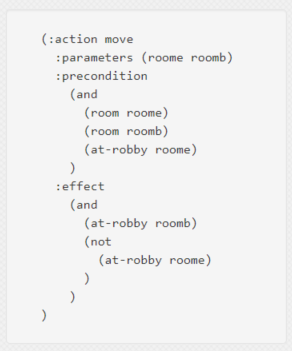 (:action move
  :parameters (roome roomb)
  :precondition
    (and
      (room roome)
      (room roomb)
      (at-robby roome)
    )
  :effect
    (and
      (at-robby roomb)
      (not
        (at-robby roome)
      )
    )
)